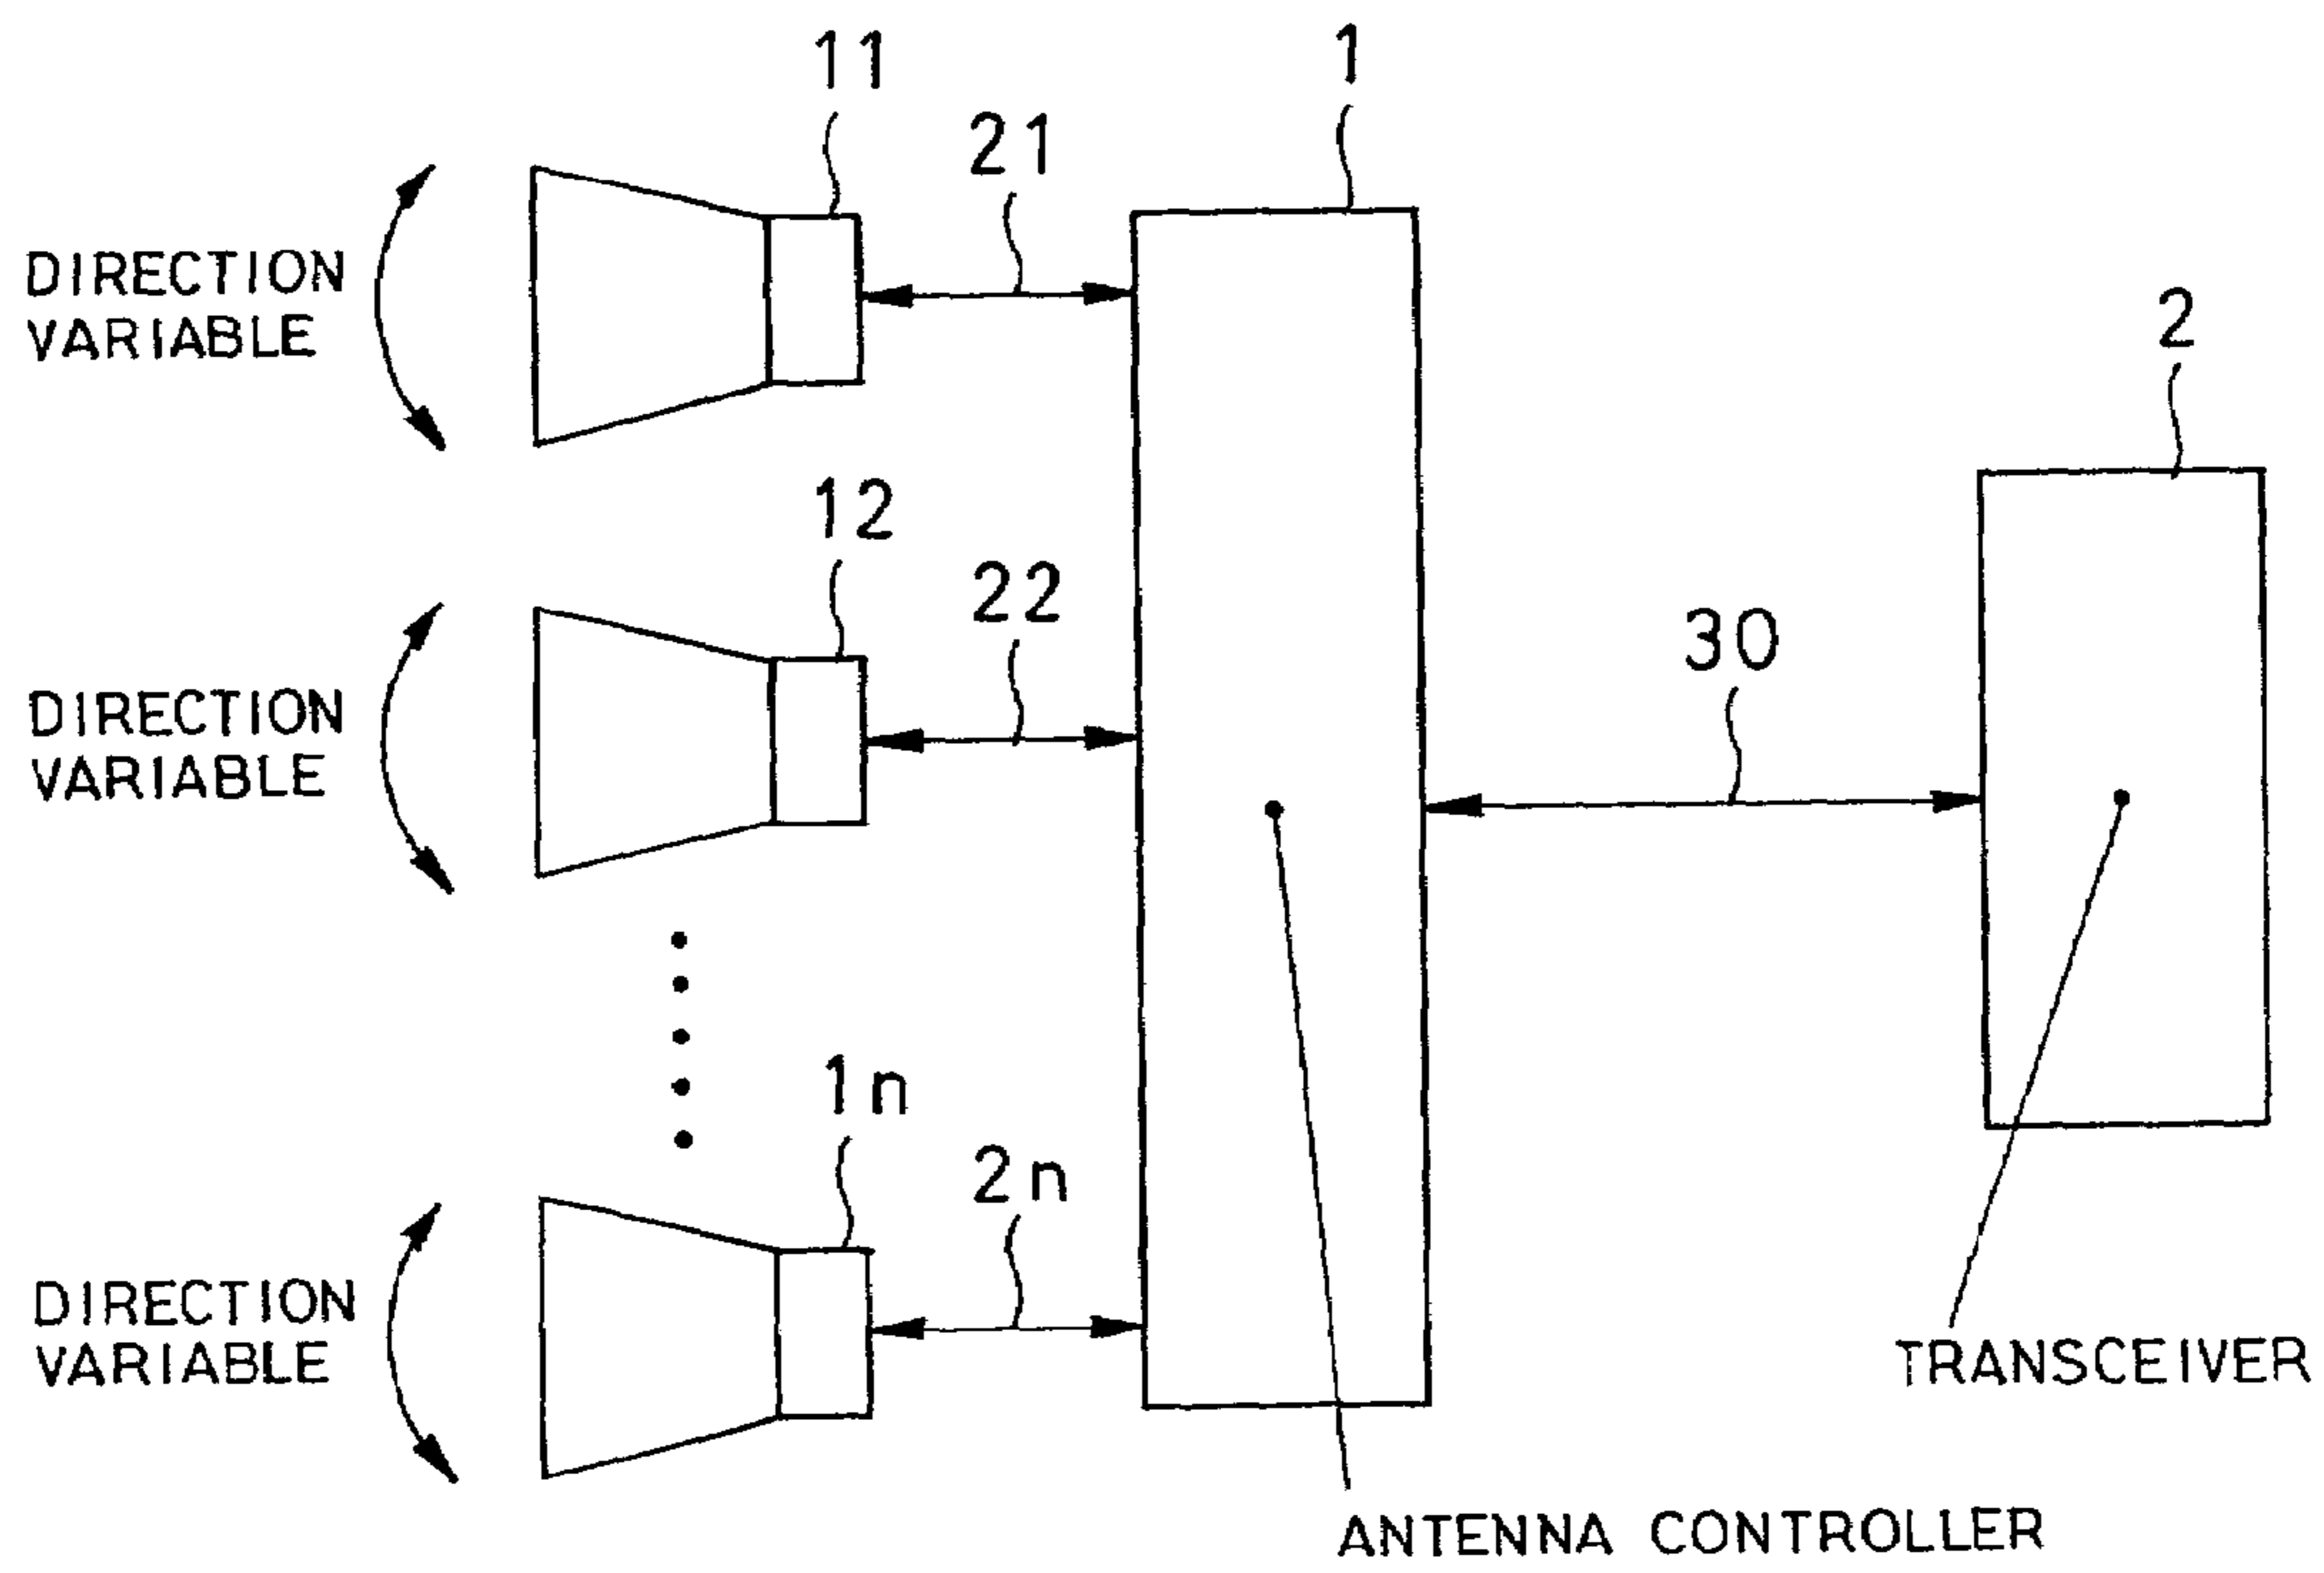 11
1
21
DIRECTION
VARIABLE
2
12
22
30
DIRECTION
VARIABLE
1n
2n
DIRECTION
VARIABLE
TRANSCEIVER
ANTENNA CONTROLLER